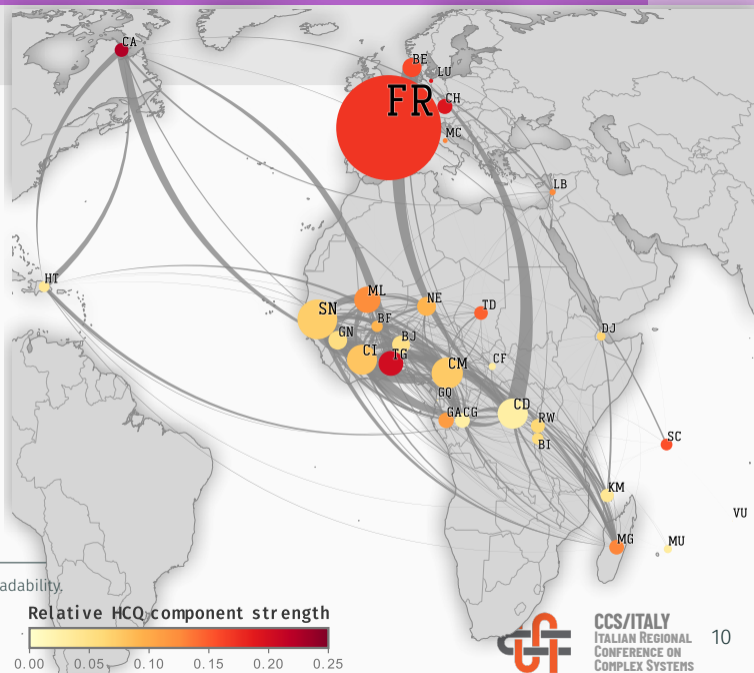 CA
BE
LU
FR
CH
MC
LB
HT
ML
NE
TD
SN
BF
DJ
GN
BJ
CI
TG
CM
CF
GQ
CD
GA
CG
RW
BI
SC
KM
VU
MG
MU
adability.
Relative HCQ component strength
0.00 0.05 0.10 0.15 0.20 0.25
CCS/ITALY
ITALIAN REGIONAL
CONFERENCE ON
COMPLEX SYSTEMS
10